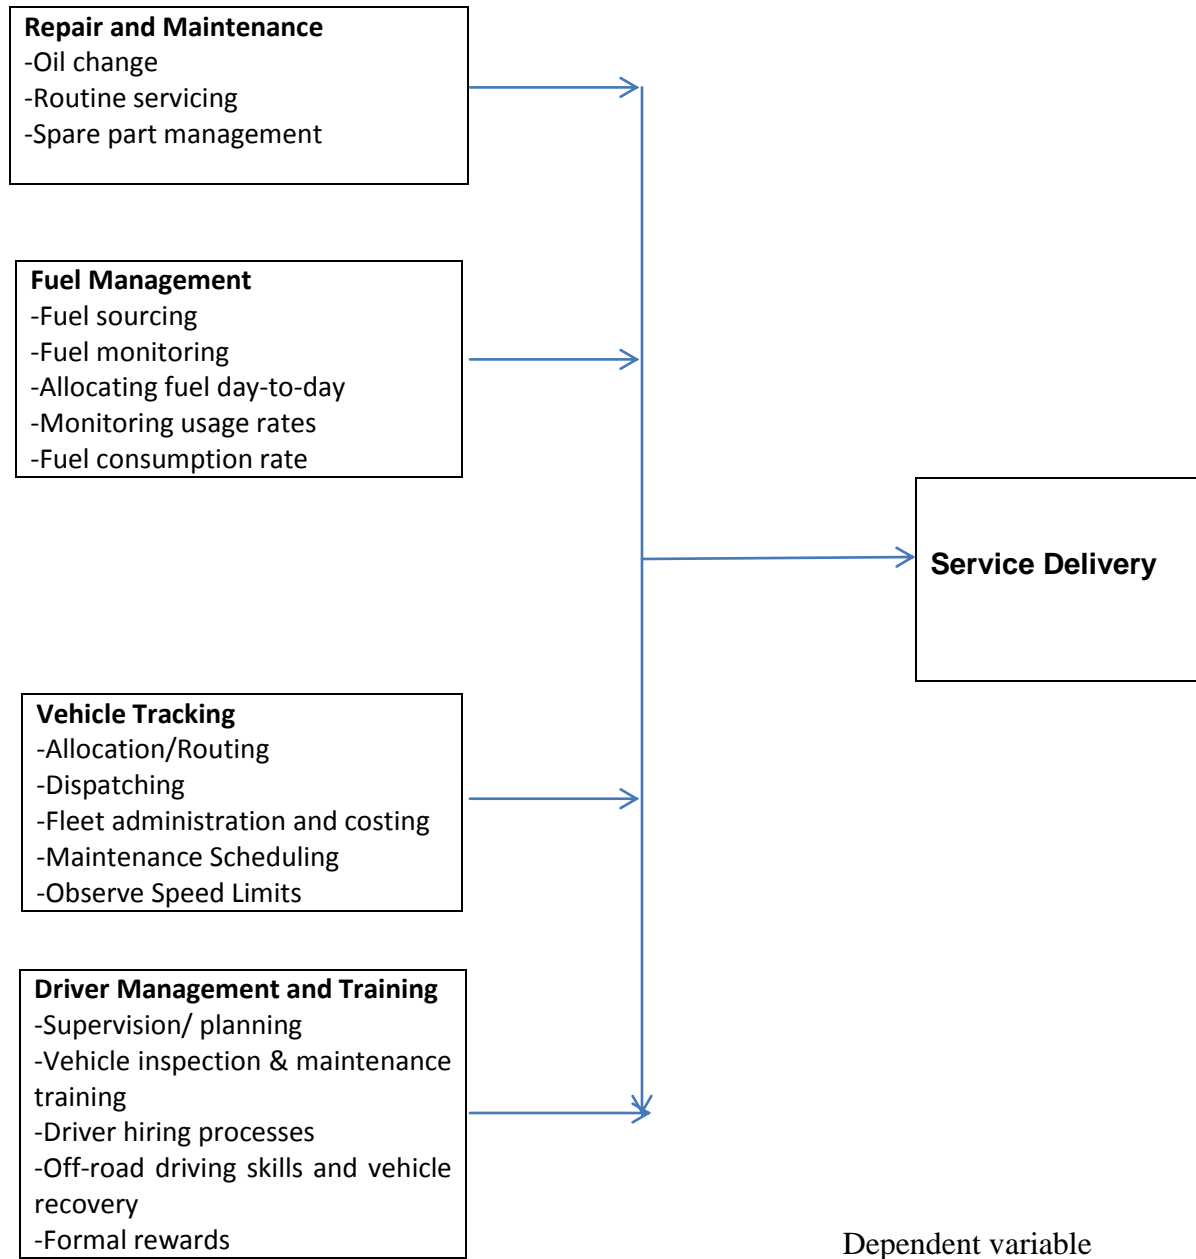 Repair and Maintenance
-Oil change
-Routine servicing
-Spare part management
Fuel Management
-Fuel sourcing
-Fuel monitoring
-Allocating fuel day-to-day
-Monitoring usage rates
-Fuel consumption rate
Service Delivery
Vehicle Tracking
-Allocation/Routing
-Dispatching
-Fleet administration and costing
-Maintenance Scheduling
-Observe Speed Limits
Driver Management and Training
-Supervision/ planning
-Vehicle inspection & maintenance
training
-Driver hiring processes
-Off-road driving skills and vehicle
recovery
-Formal rewards
Dependent variable